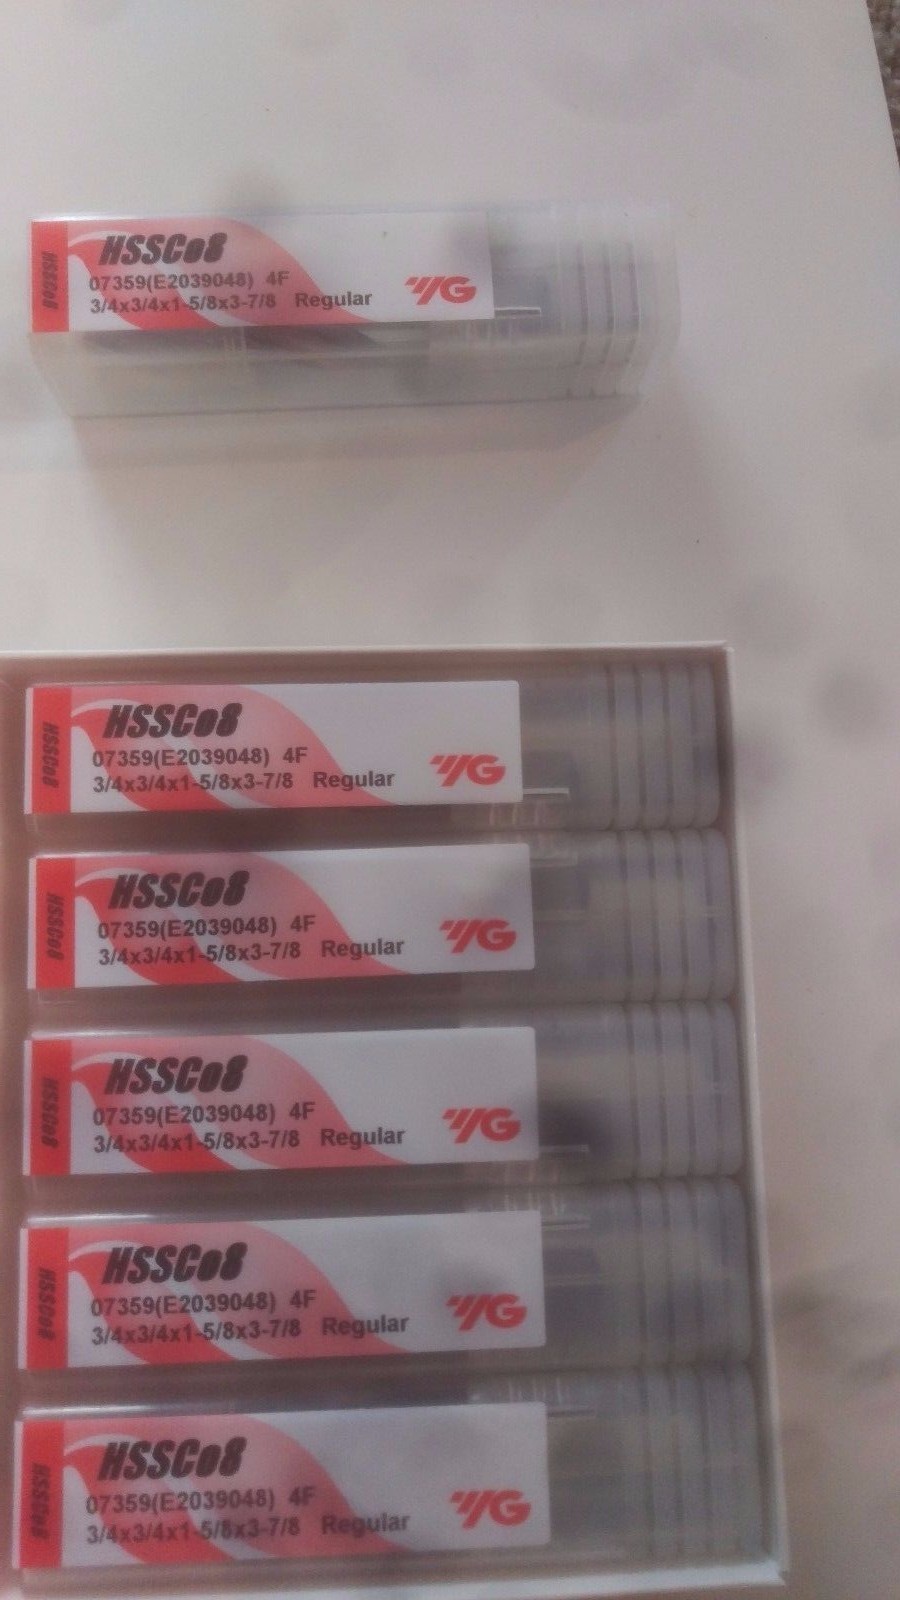 HSSCo8
HSSCo8
07359(E2039048) 4F
3/4x3/4x1-5/8x3-7/8 Regular
YG
HSSCo8
HSSCo8
07359(E2039048) 4F
3/4x3/4x1-5/8x3-7/8 Regular
YG
HSSCo8
HSSCo8
07359(E2039048) 4F
3/4x3/4x1-5/8x3-7/8 Regular
YG
HSSCo8
HSSCo8
07359(E2039048) 4F
3/4x3/4x1-5/8x3-7/8 Regular
YG
HSSCo8
HSSCo8
07359(E2039048) 4F
3/4x3/4x1-5/8x3-7/8 Regular
YG
HSSCo8
HSSCo8
07359(E2039048) 4F
3/4x3/4x1-5/8x3-7/8 Regular
YG